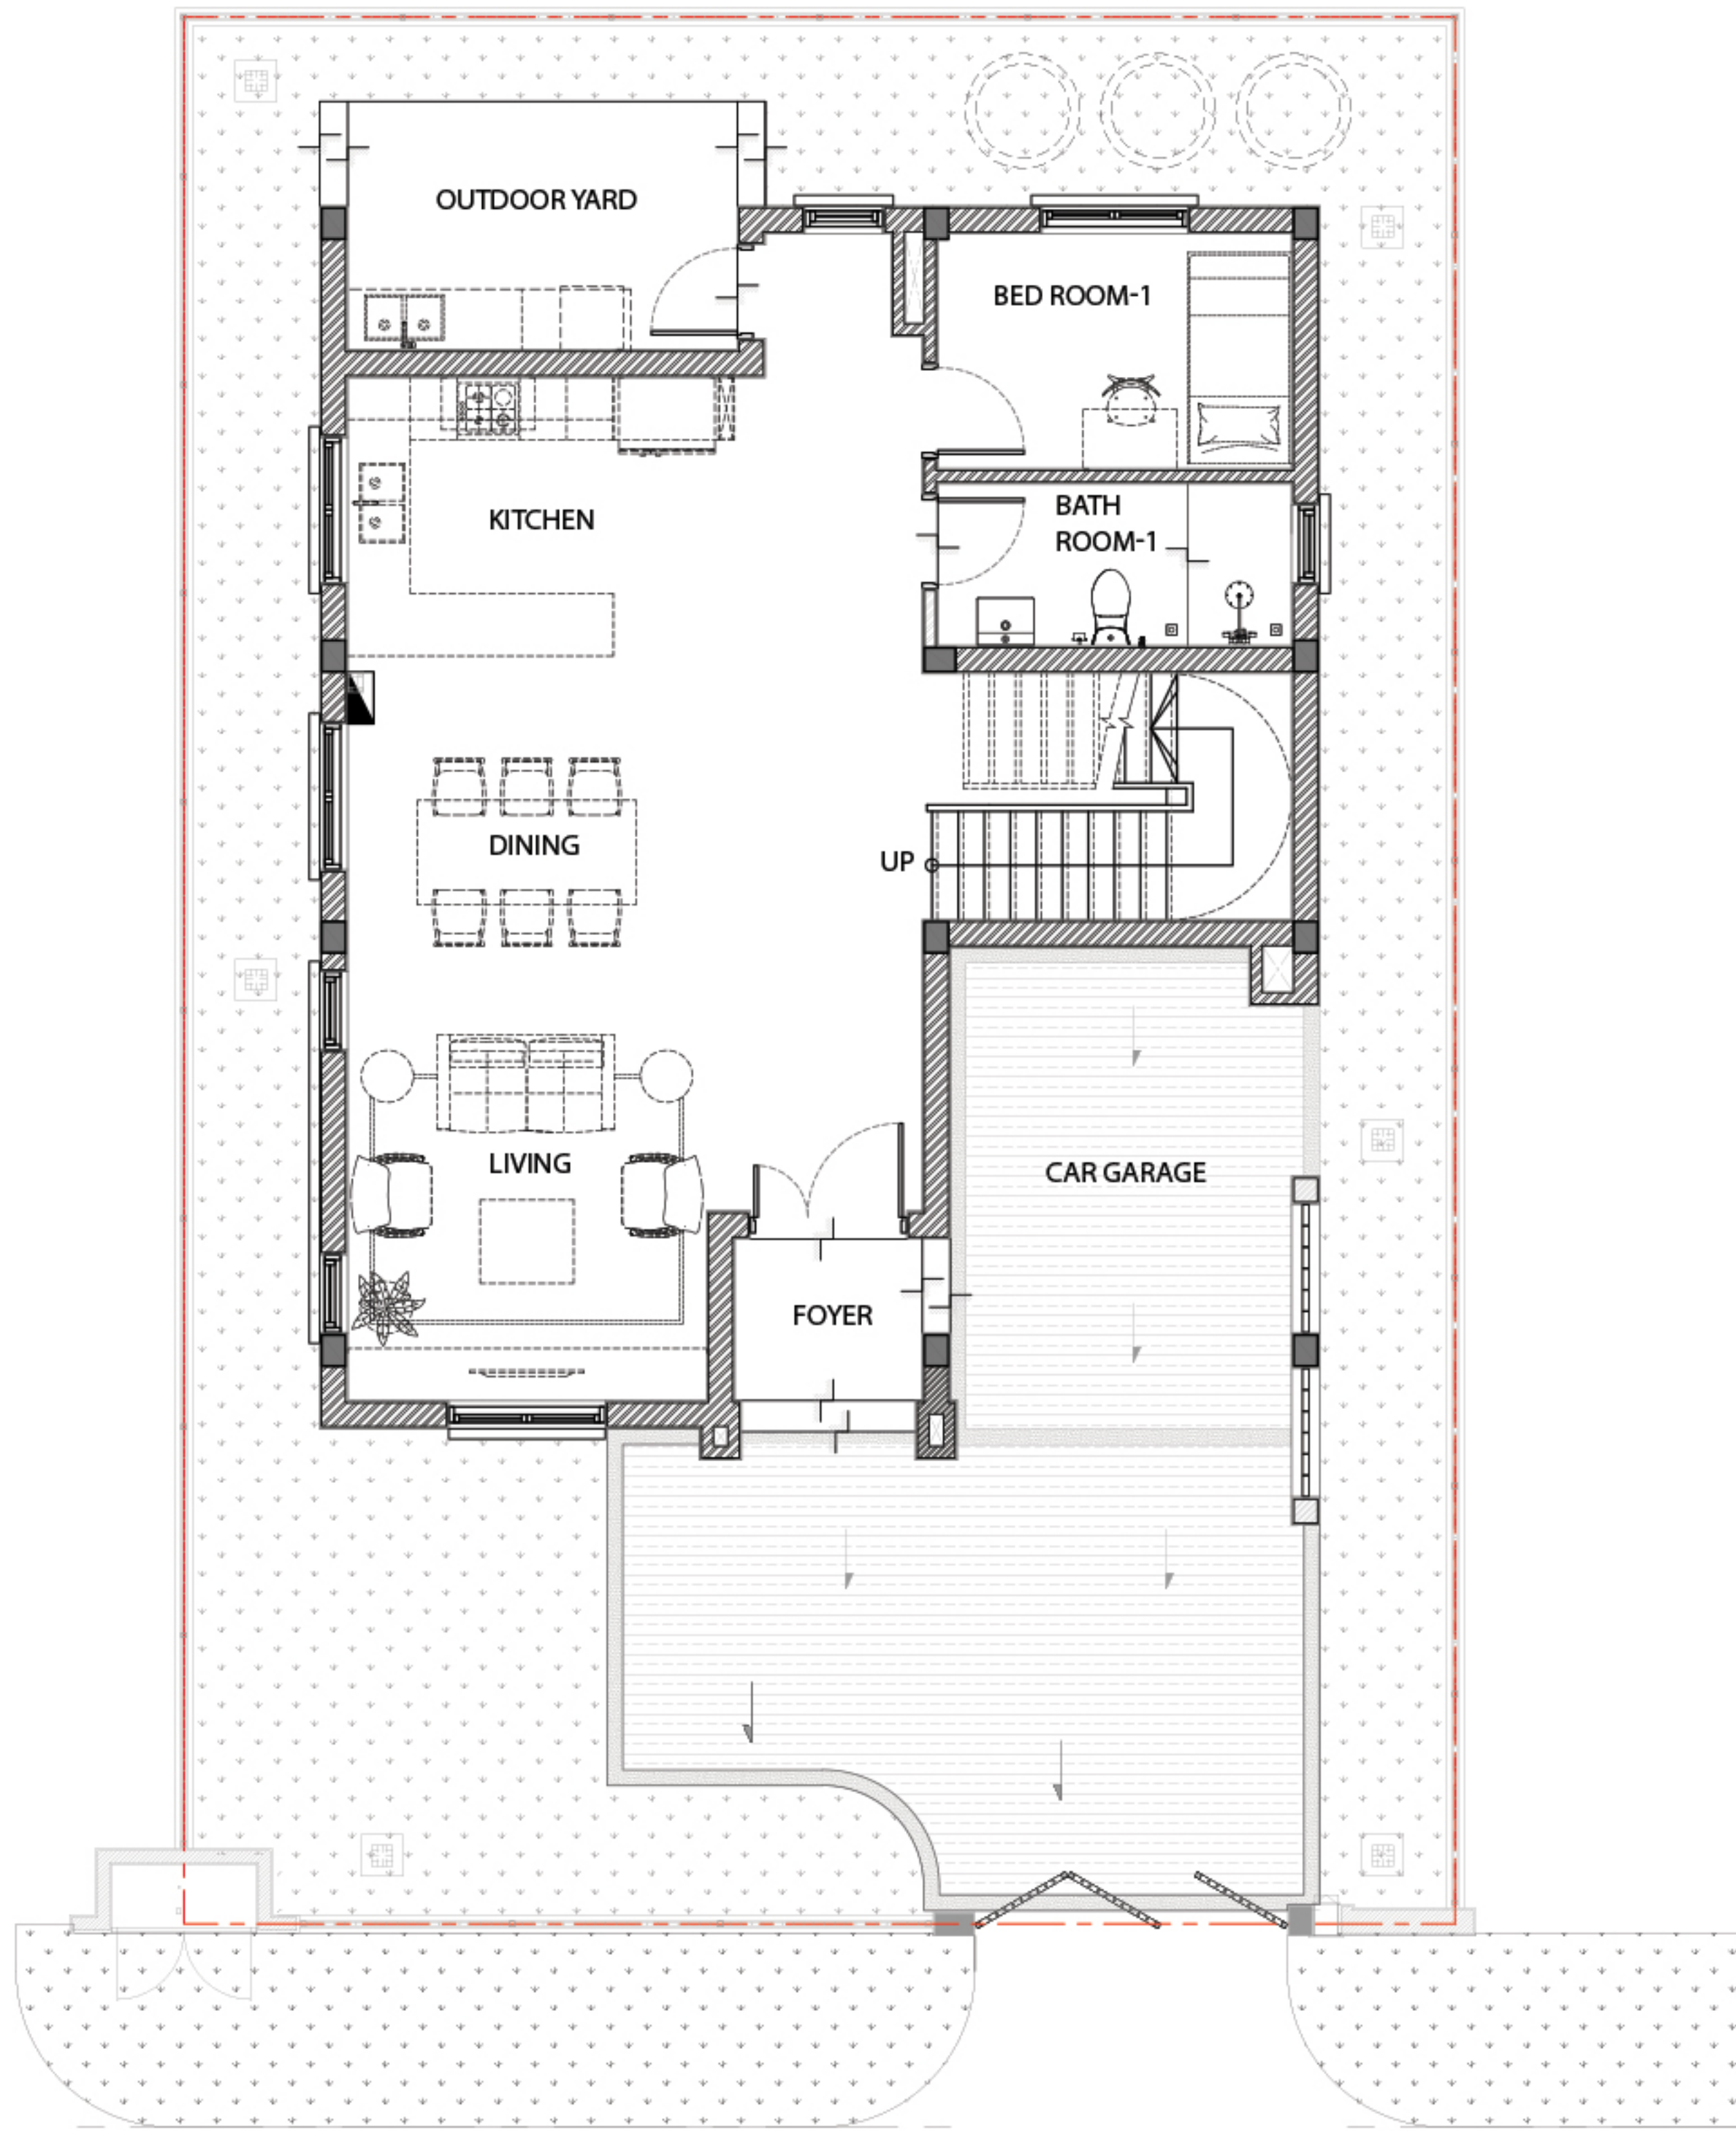 OUTDOOR YARD
BED ROOM-1
KITCHEN
BATH
ROOM-1
DINING
UP
LIVING
CAR GARAGE
FOYER